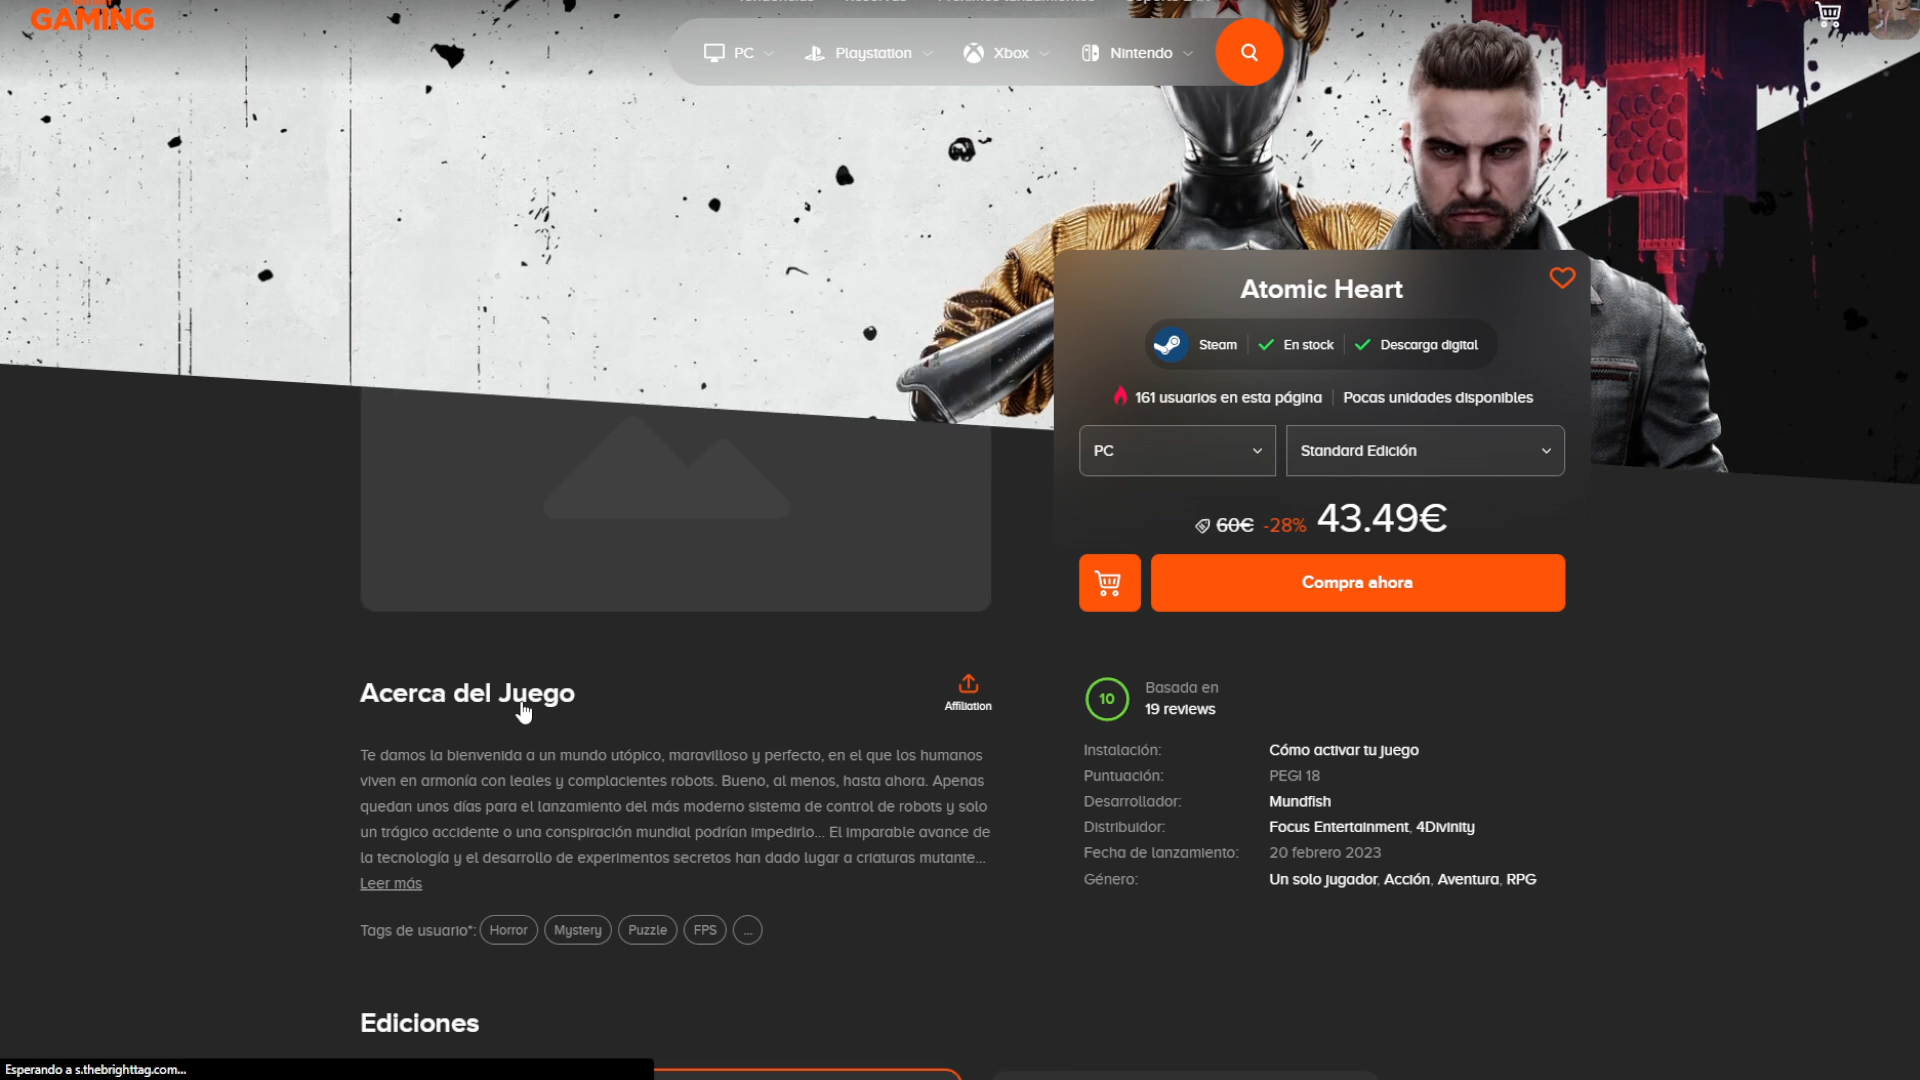 GAMING
PC
Playstation
Xbox
Nintendo
Atomic Heart
Steam
En stock
Descarga digital
161 usuarios en esta página
Pocas unidades disponibles
PC
Standard Edición
60€ -28% 43.49€
Compra ahora
Acerca del Juego
Affiliation
Te damos la bienvenida a un mundo utópico, maravilloso y perfecto, en el que los humanos
viven en armonía con leales y complacientes robots. Bueno, al menos, hasta ahora. Apenas
quedan unos días para el lanzamiento del más moderno sistema de control de robots y solo
un trágico accidente o una conspiración mundial podrían impedirlo... El imparable avance de
la tecnología y el desarrollo de experimentos secretos han dado lugar a criaturas mutante...
Leer más
Tags de usuario*: Horror Mystery Puzzle FPS ...
10
Basada en
19 reviews
Instalación: Cómo activar tu juego
Puntuación: PEGI 18
Desarrollador: Mundfish
Distribuidor: Focus Entertainment, 4Divinity
Fecha de lanzamiento: 20 febrero 2023
Género: Un solo jugador, Acción, Aventura, RPG
Ediciones
Esperando a s.thebrighttag.com...